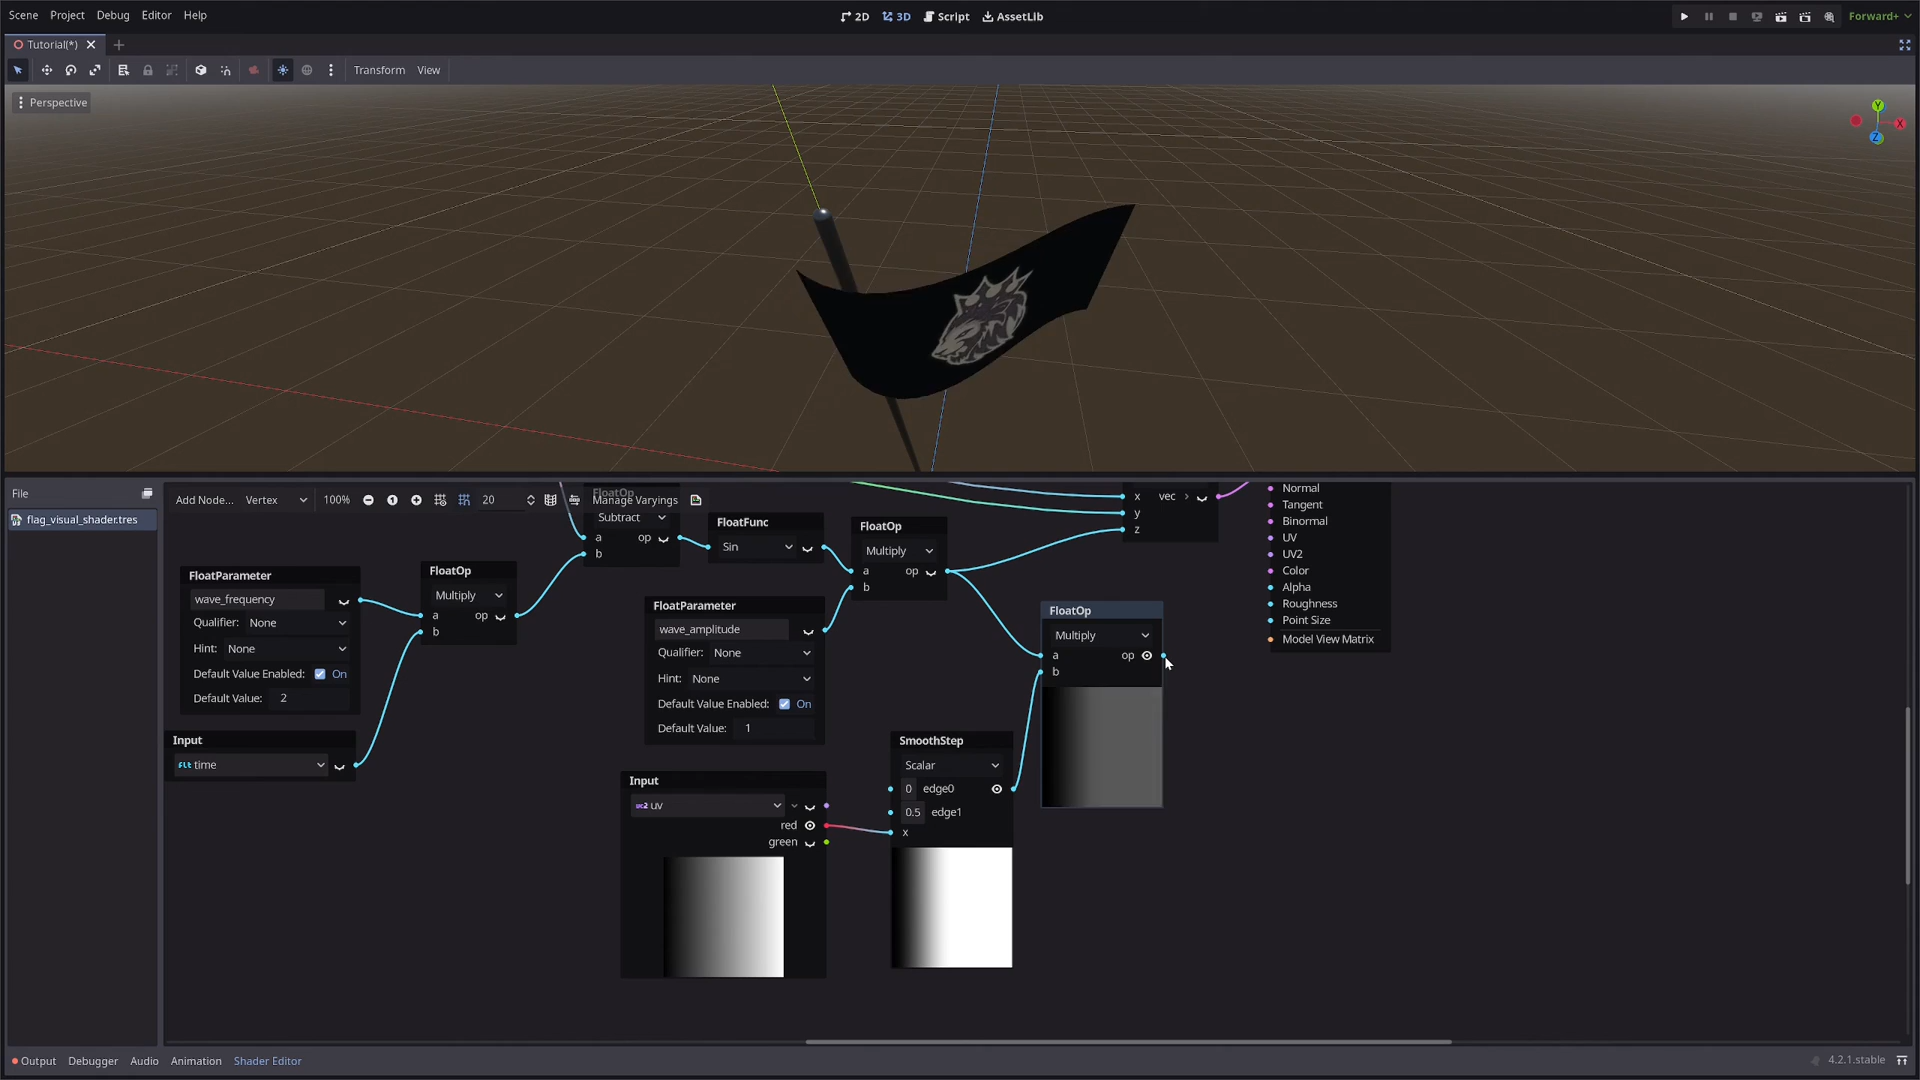 Scene Project Debug Editor Help
2D 3D Script AssetLib
Forward+
Tutorial(*)
Transform View
Perspective
Y
X
Z
File
flag_visual_shader.tres
Add Node... Vertex 100% 20 Manage Varyings
FloatOp
Subtract
a op
b
FloatFunc
Sin
FloatOp
Multiply
a op
b
x vec
y
z
Normal
Tangent
Binormal
UV
UV2
Color
Alpha
Roughness
Point Size
Model View Matrix
FloatParameter
wave_frequency
Qualifier: None
Hint: None
Default Value Enabled: On
Default Value: 2
FloatOp
Multiply
a op
b
FloatParameter
wave_amplitude
Qualifier: None
Hint: None
Default Value Enabled: On
Default Value: 1
FloatOp
Multiply
a op
b
Input
flt time
Input
vec2 uv
red
green
SmoothStep
Scalar
0 edge0
0.5 edge1
x
Output Debugger Audio Animation Shader Editor
4.2.1.stable